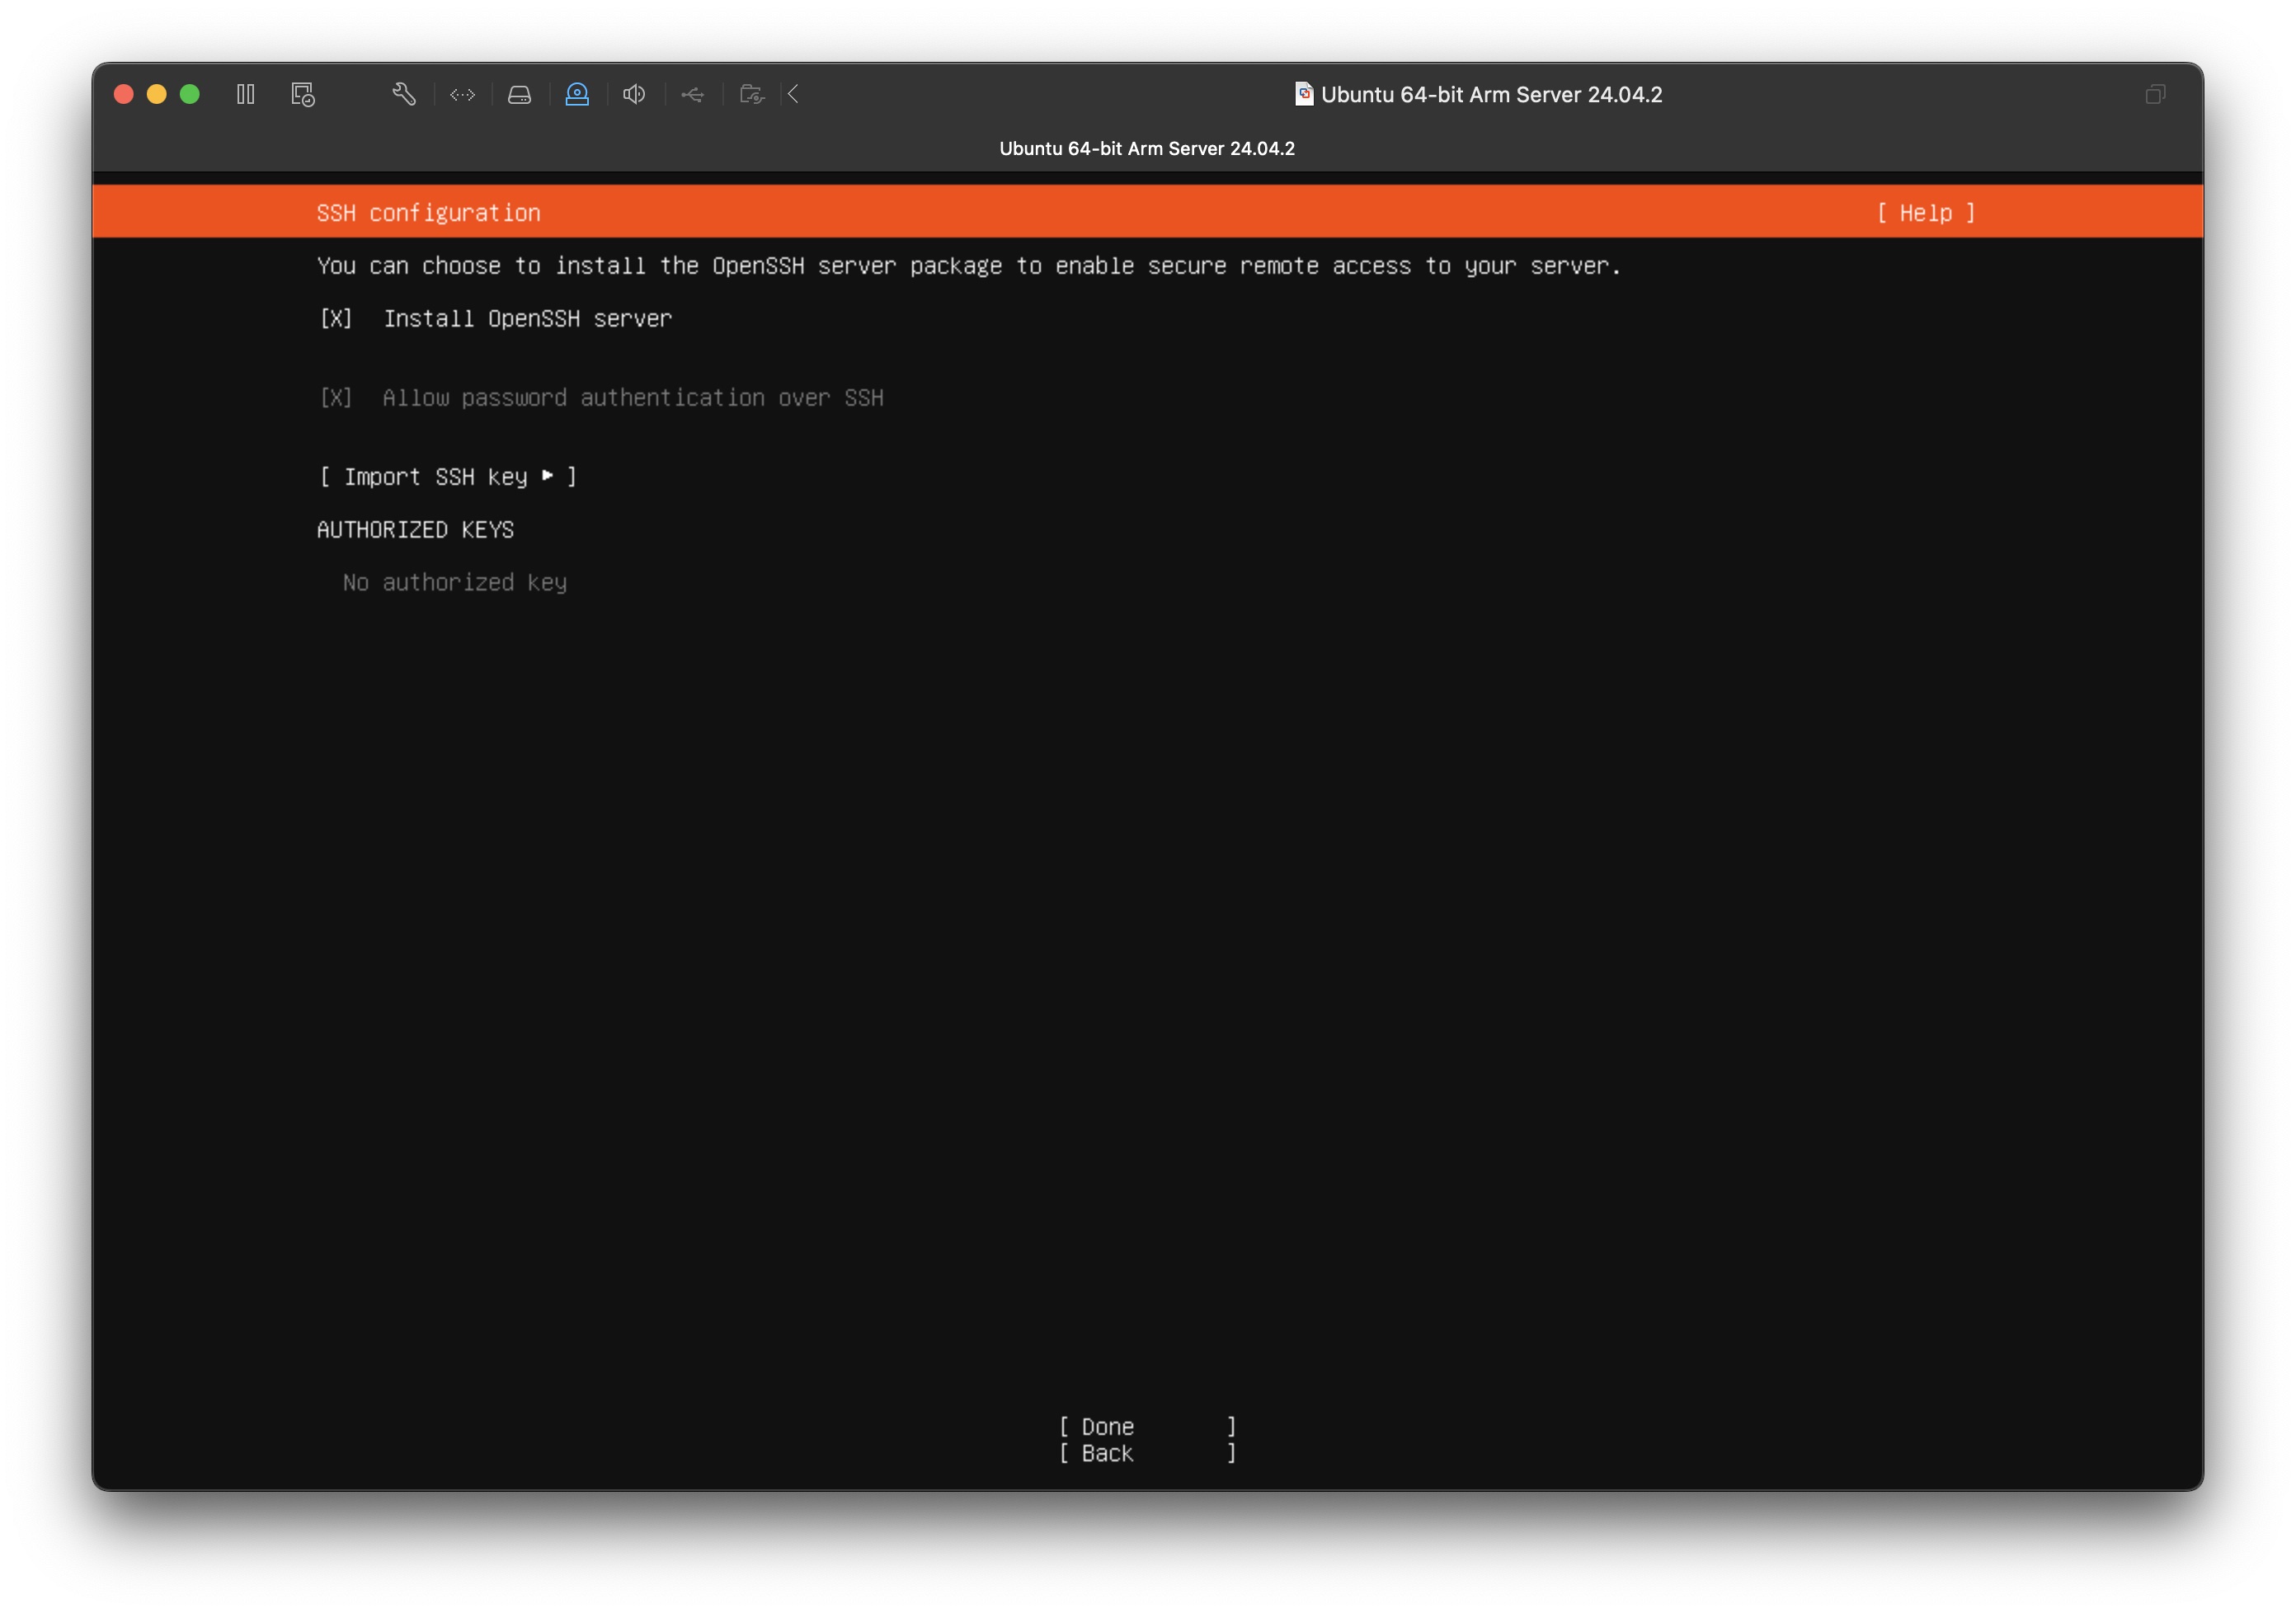 Ubuntu 64-bit Arm Server 24.04.2
Ubuntu 64-bit Arm Server 24.04.2
SSH configuration [ Help ]
You can choose to install the OpenSSH server package to enable secure remote access to your server.
[X] Install OpenSSH server
[X] Allow password authentication over SSH
[ Import SSH key ▸ ]
AUTHORIZED KEYS
No authorized key
[ Done ]
[ Back ]